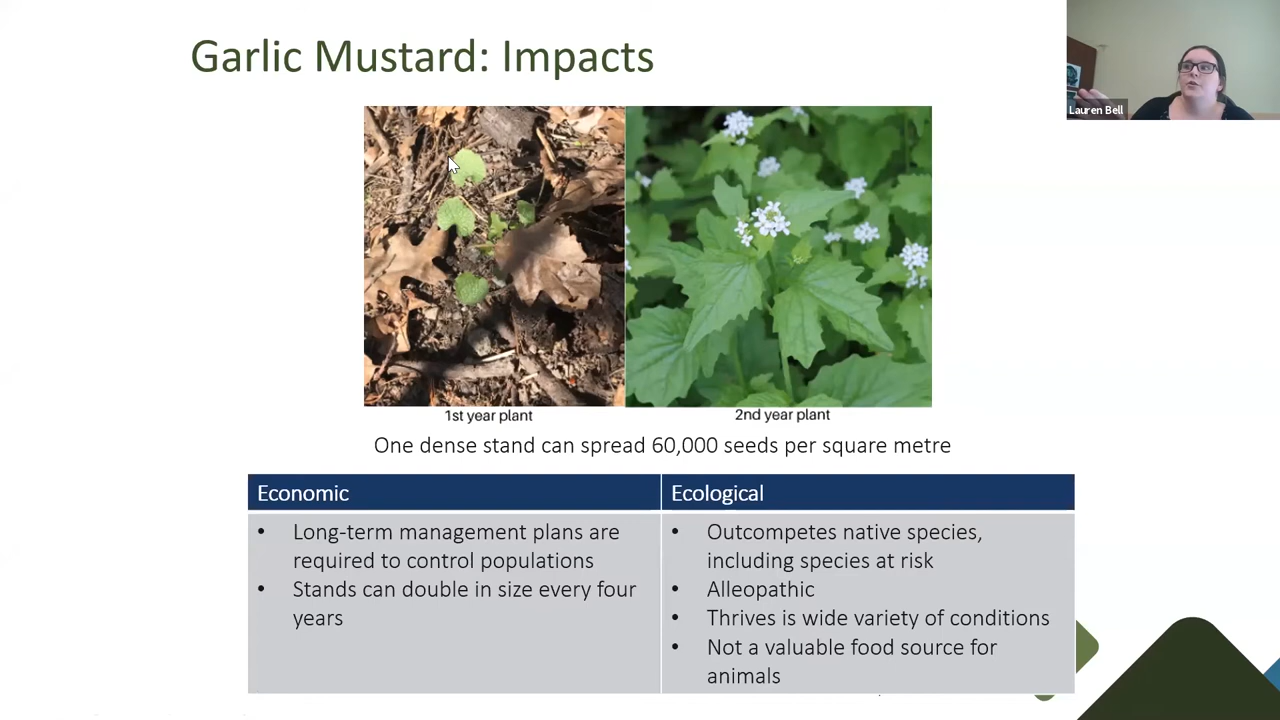 Garlic Mustard: Impacts
Lauren Bell
1st year plant
2nd year plant
One dense stand can spread 60,000 seeds per square metre
Economic
Ecological
• Long-term management plans are
required to control populations
• Stands can double in size every four
years
• Outcompetes native species,
including species at risk
• Alleopathic
• Thrives is wide variety of conditions
• Not a valuable food source for
animals